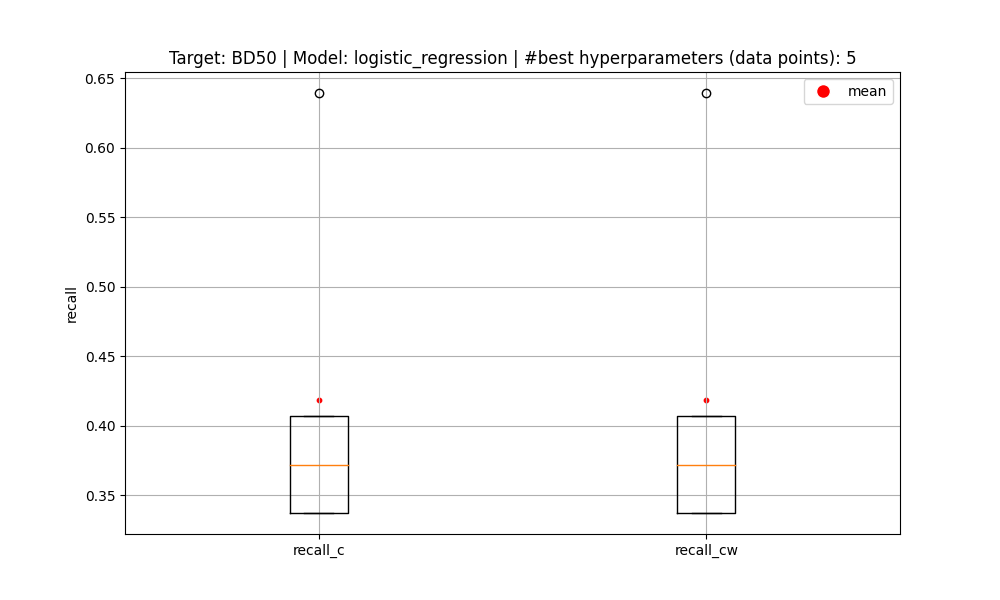 Target: BD50 | Model: logistic_regression | #best hyperparameters (data points): 5
mean
0.65
0.60
0.55
0.50
0.45
0.40
0.35
recall
recall_c
recall_cw